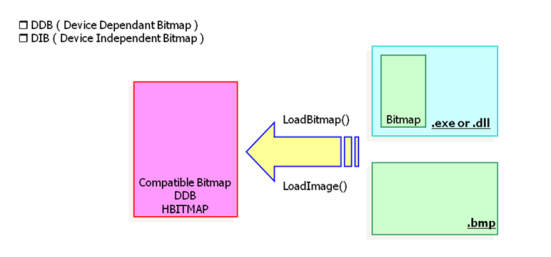 ❐ DDB ( Device Dependant Bitmap )
❐ DIB ( Device Independent Bitmap )
LoadBitmap()
Bitmap
.exe or .dll
Compatible Bitmap
DDB
HBITMAP
LoadImage()
.bmp